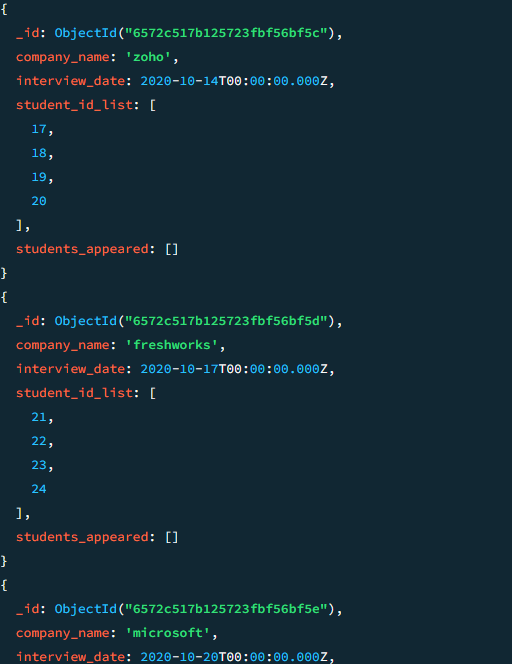 {
  _id: ObjectId("6572c517b125723fbf56bf5c"),
  company_name: 'zoho',
  interview_date: 2020-10-14T00:00:00.000Z,
  student_id_list: [
    17,
    18,
    19,
    20
  ],
  students_appeared: []
}
{
  _id: ObjectId("6572c517b125723fbf56bf5d"),
  company_name: 'freshworks',
  interview_date: 2020-10-17T00:00:00.000Z,
  student_id_list: [
    21,
    22,
    23,
    24
  ],
  students_appeared: []
}
{
  _id: ObjectId("6572c517b125723fbf56bf5e"),
  company_name: 'microsoft',
  interview_date: 2020-10-20T00:00:00.000Z,